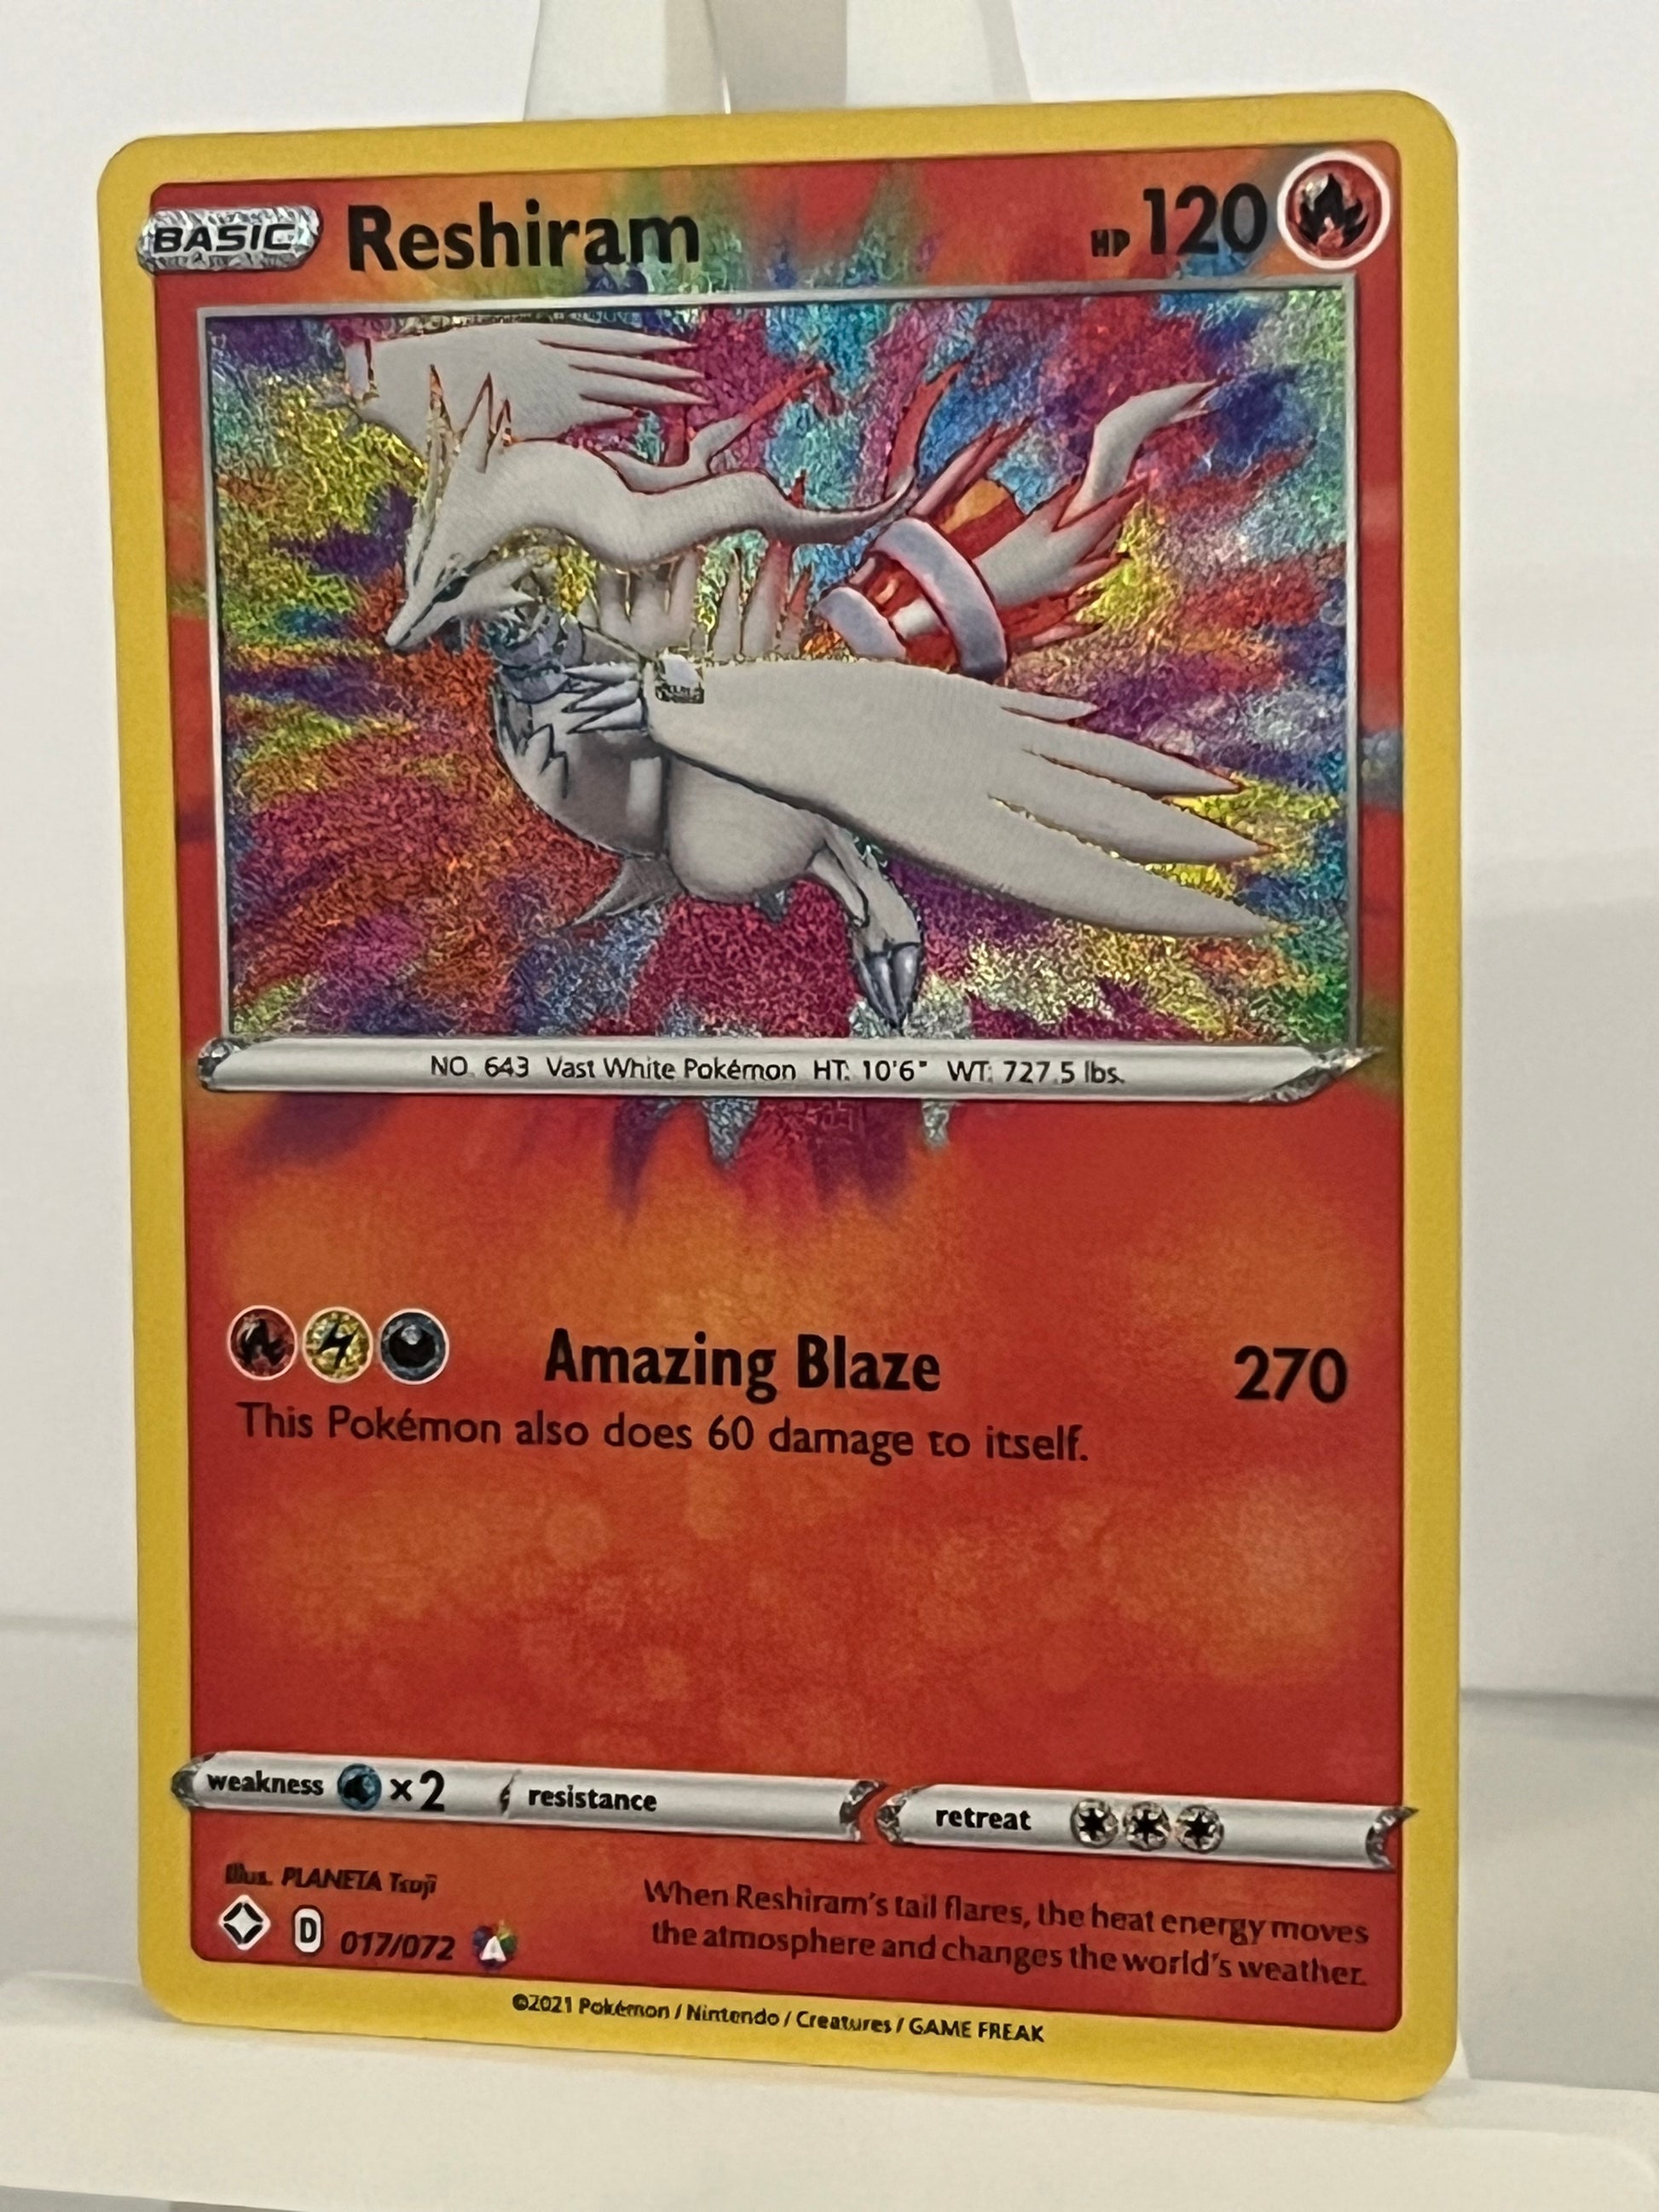 BASIC Reshiram HP 120
NO. 643 Vast White Pokémon HT: 10'6" WT: 727.5 lbs.
Amazing Blaze 270
This Pokémon also does 60 damage to itself.
weakness ×2 resistance retreat
Illus. PLANETA Tsuji
D 017/072 A
When Reshiram's tail flares, the heat energy moves
the atmosphere and changes the world's weather.
©2021 Pokémon / Nintendo / Creatures / GAME FREAK